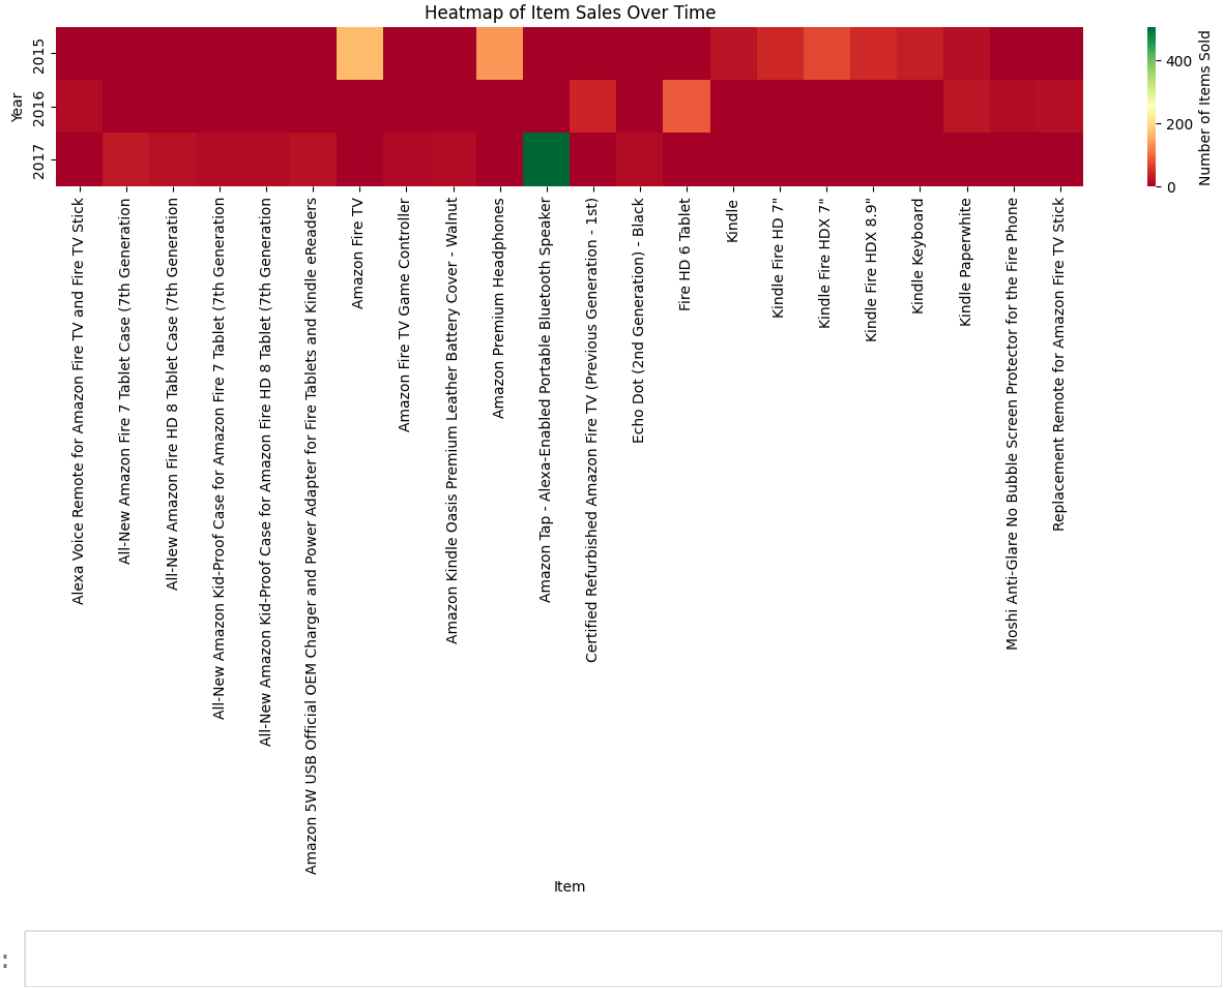 Heatmap of Item Sales Over Time
Year
2015
2016
2017
Alexa Voice Remote for Amazon Fire TV and Fire TV Stick
All-New Amazon Fire 7 Tablet Case (7th Generation
All-New Amazon Fire HD 8 Tablet Case (7th Generation
All-New Amazon Kid-Proof Case for Amazon Fire 7 Tablet (7th Generation
All-New Amazon Kid-Proof Case for Amazon Fire HD 8 Tablet (7th Generation
Amazon 5W USB Official OEM Charger and Power Adapter for Fire Tablets and Kindle eReaders
Amazon Fire TV
Amazon Fire TV Game Controller
Amazon Kindle Oasis Premium Leather Battery Cover - Walnut
Amazon Premium Headphones
Amazon Tap - Alexa-Enabled Portable Bluetooth Speaker
Certified Refurbished Amazon Fire TV (Previous Generation - 1st)
Echo Dot (2nd Generation) - Black
Fire HD 6 Tablet
Kindle
Kindle Fire HD 7"
Kindle Fire HDX 7"
Kindle Fire HDX 8.9"
Kindle Keyboard
Kindle Paperwhite
Moshi Anti-Glare No Bubble Screen Protector for the Fire Phone
Replacement Remote for Amazon Fire TV Stick
Item
400
200
0
Number of Items Sold
: